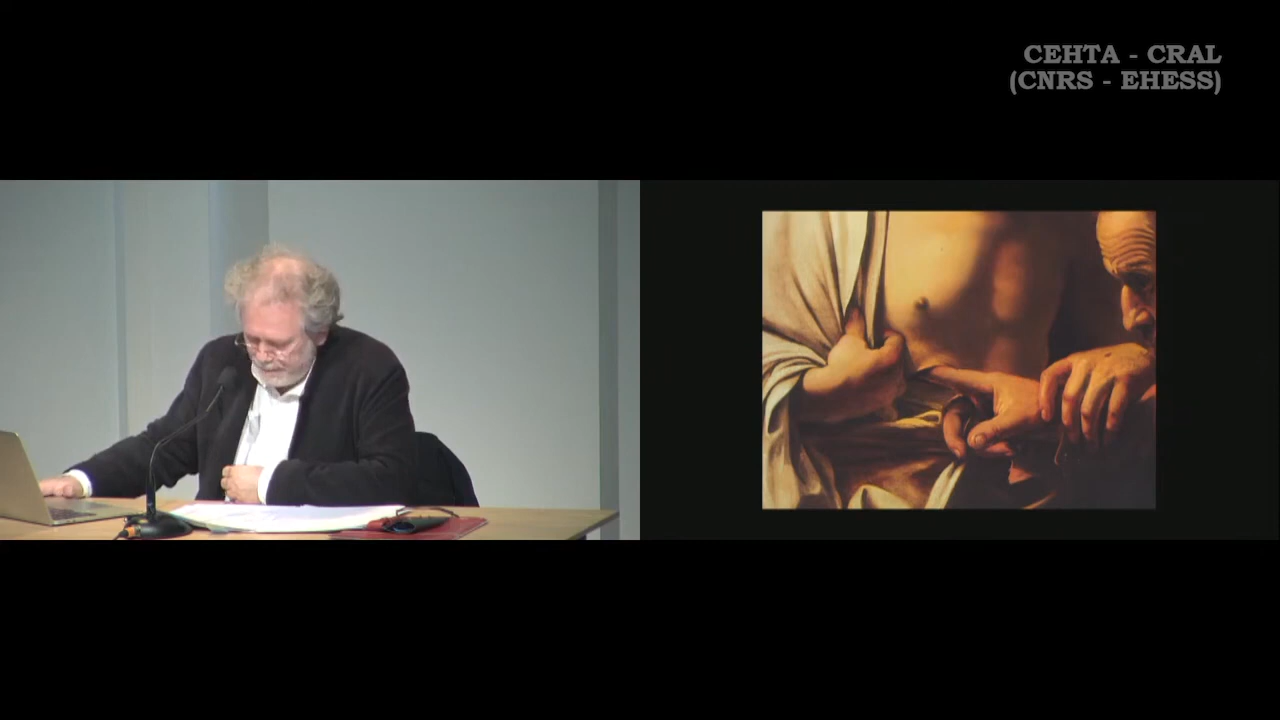 CEHTA - CRAL
(CNRS - EHESS)